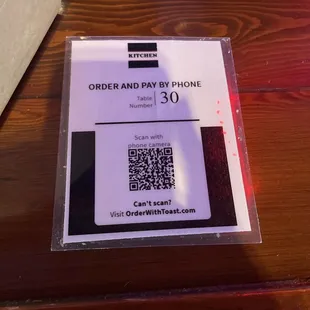 KITCHEN
ORDER AND PAY BY PHONE
Table
Number
30
Scan with
phone camera
Can't scan?
Visit OrderWithToast.com